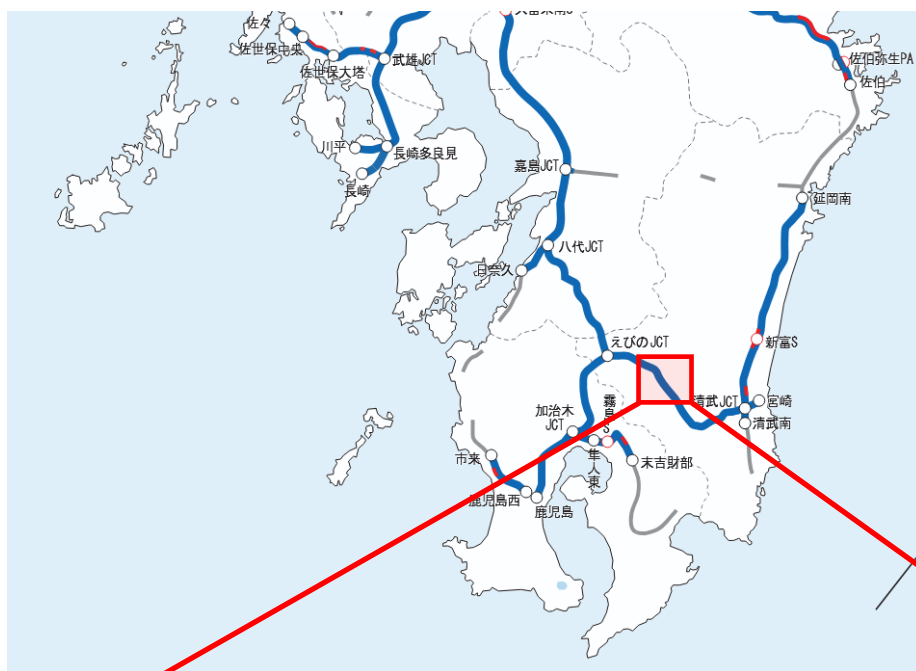 佐々
佐世保中央
佐世保大塔
武雄JCT
佐伯弥生PA
佐伯
川平
長崎多良見
長崎
嘉島JCT
延岡南
八代JCT
日奈久
えびのJCT
新富S
清武JCT
宮崎
清武南
加治木
JCT
霧島S
隼人東
末吉財部
市来
鹿児島西
鹿児島